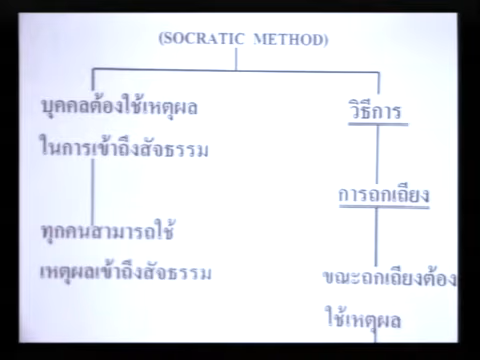 (SOCRATIC METHOD)
บุคคลต้องใช้เหตุผล
ในการเข้าถึงสัจธรรม
ทุกคนสามารถใช้
เหตุผลเข้าถึงสัจธรรม
วิธีการ
การถกเถียง
ขณะถกเถียงต้อง
ใช้เหตุผล